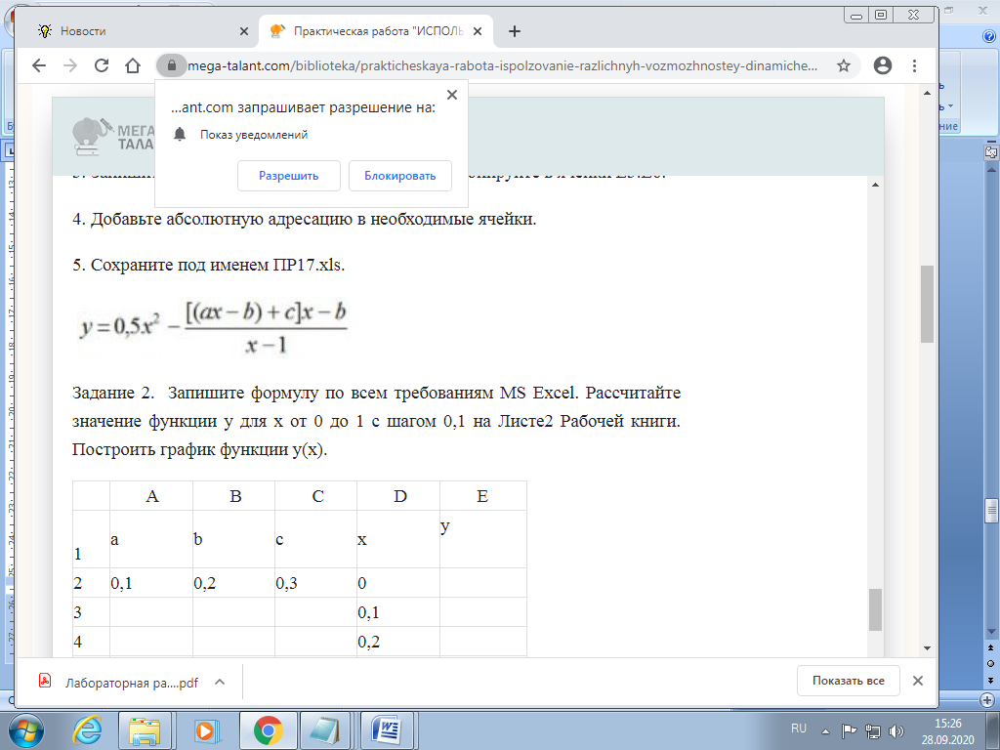 Новости
Практическая работа "ИСПОЛЬ
mega-talant.com/biblioteka/prakticheskaya-rabota-ispolzovanie-razlichnyh-vozmozhnostey-dinamiche...
...ant.com запрашивает разрешение на:
Показ уведомлений
Разрешить Блокировать
МЕГА
ТАЛА
4. Добавьте абсолютную адресацию в необходимые ячейки.
5. Сохраните под именем ПР17.xls.
y = 0,5x² − [(ax − b) + c]x − b / x − 1
Задание 2. Запишите формулу по всем требованиям MS Excel. Рассчитайте
значение функции y для x от 0 до 1 с шагом 0,1 на Листе2 Рабочей книги.
Построить график функции y(x).
A B C D E
1 a b c x y
2 0,1 0,2 0,3 0
3 0,1
4 0,2
Лабораторная ра....pdf
Показать все
RU
15:26
28.09.2020